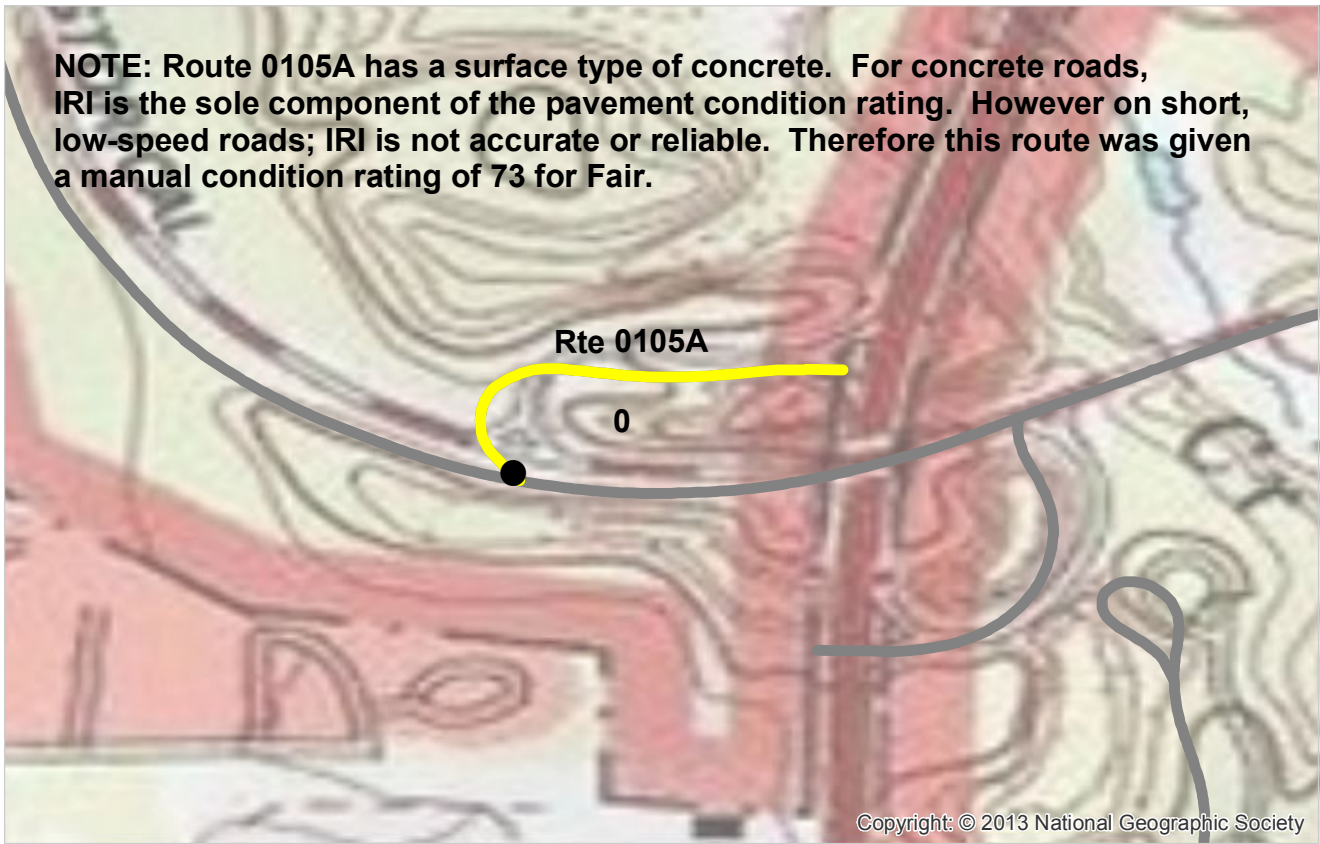 NOTE: Route 0105A has a surface type of concrete.  For concrete roads,
IRI is the sole component of the pavement condition rating.  However on short,
low-speed roads; IRI is not accurate or reliable.  Therefore this route was given
a manual condition rating of 73 for Fair.
Rte 0105A
0
Copyright: © 2013 National Geographic Society